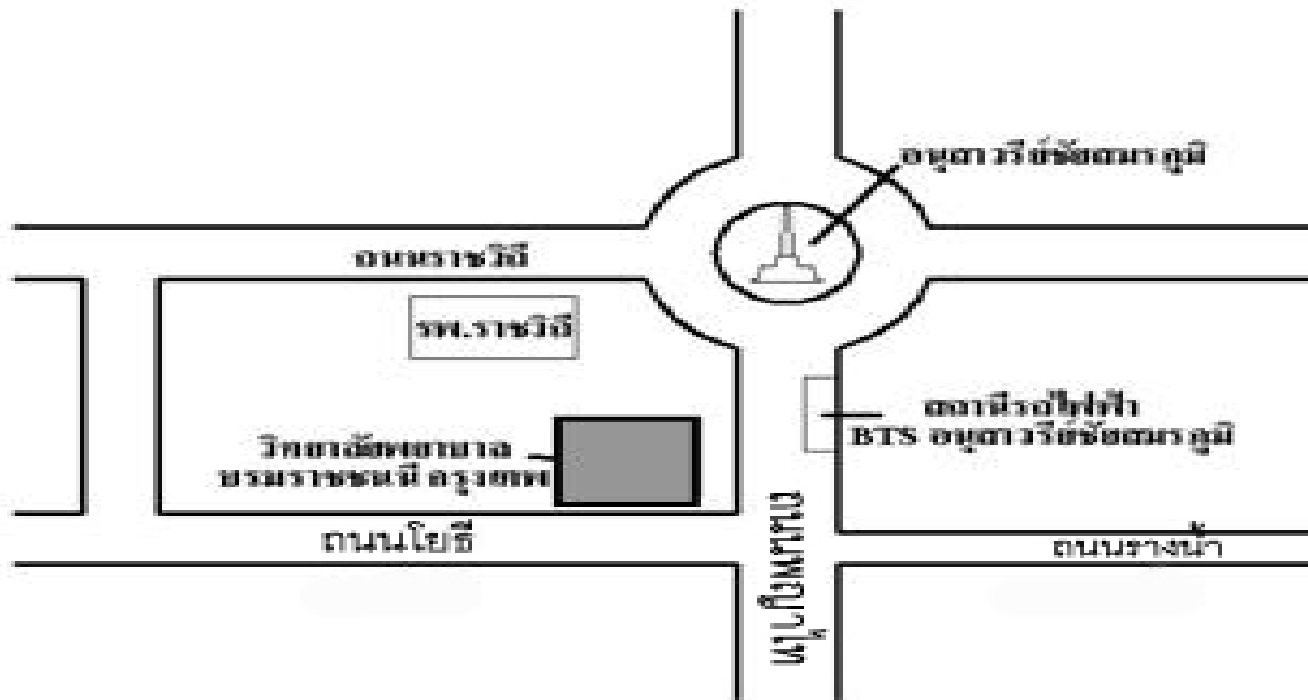 อนุสาวรีย์ชัยสมรภูมิ
ถนนราชวิถี
รพ.ราชวิถี
สถานีรถไฟฟ้า
BTS อนุสาวรีย์ชัยสมรภูมิ
วิทยาลัยพยาบาล
บรมราชชนนี กรุงเทพ
ถนนโยธี
ถนนรางน้ำ
ถนนพญาไท